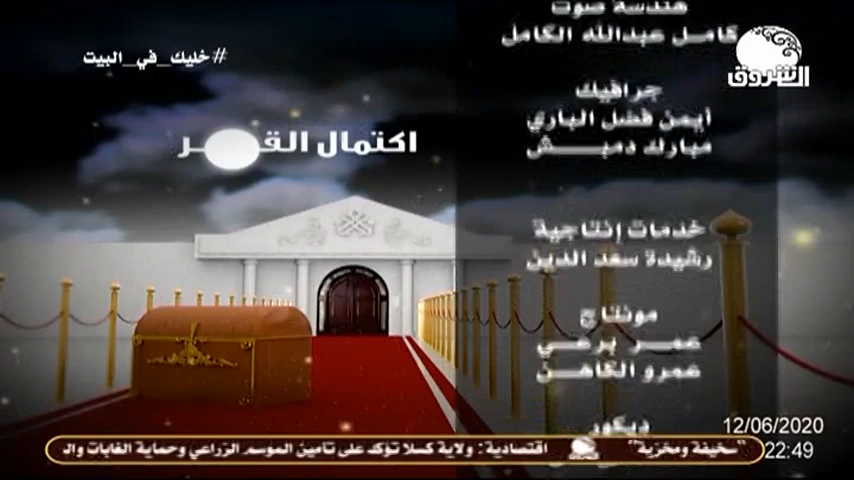 هندسة صوت
كامل عبدالله الكامل
#خليك_في_البيت
الشروق
جرافيك
أيمن فضل الباري
مبارك دمبش
اكتمال القمر
خدمات إنتاجية
رشيدة سعد الدين
مونتاج
عمر برعي
عمرو الكاهن
ديكور
12/06/2020
22:49
"سخيفة ومخزية" اقتصادية : ولاية كسلا تؤكد على تامين الموسم الزراعي وحماية الغابات وال